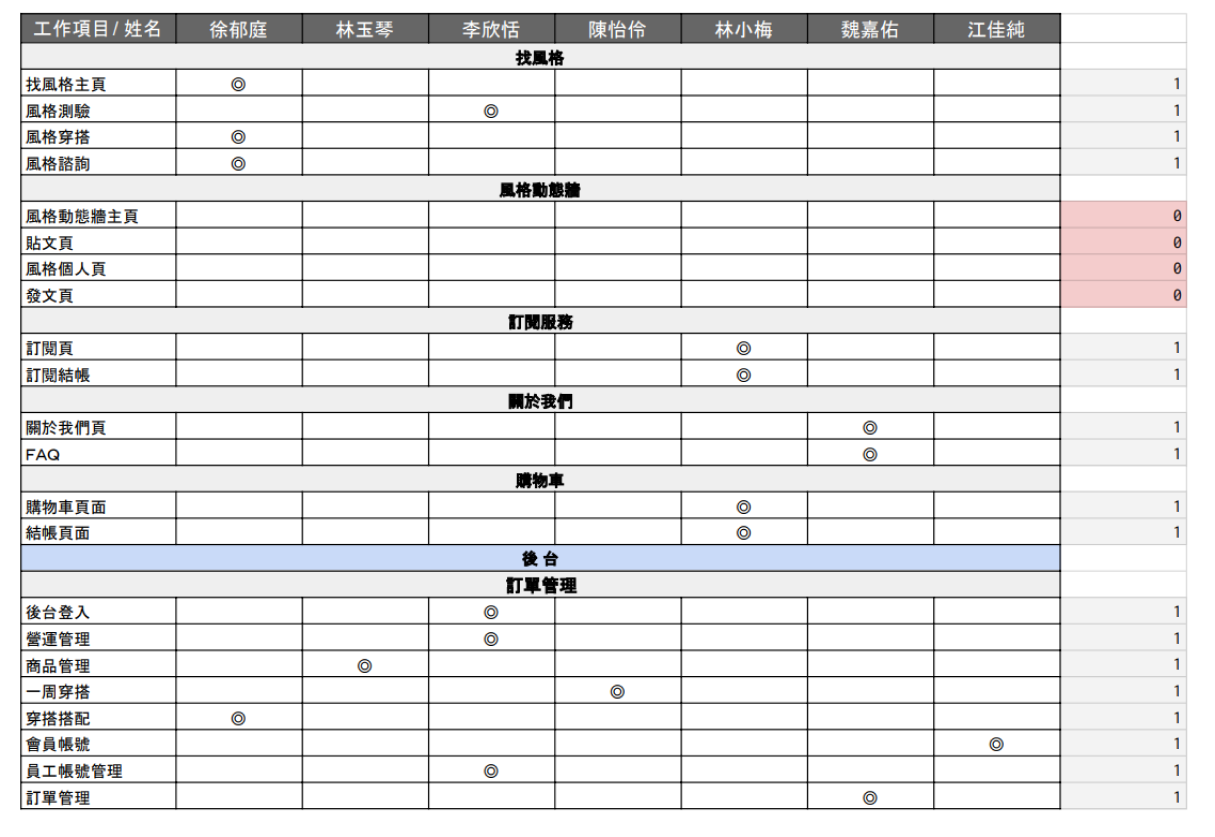 工作項目/ 姓名 徐郁庭 林玉琴 李欣恬 陳怡伶 林小梅 魏嘉佑 江佳純
找風格
找風格主頁 ◎ 1
風格測驗 ◎ 1
風格穿搭 ◎ 1
風格諮詢 ◎ 1
風格動態牆
風格動態牆主頁 0
貼文頁 0
風格個人頁 0
發文頁 0
訂閱服務
訂閱頁 ◎ 1
訂閱結帳 ◎ 1
關於我們
關於我們頁 ◎ 1
FAQ ◎ 1
購物車
購物車頁面 ◎ 1
結帳頁面 ◎ 1
後 台
訂單管理
後台登入 ◎ 1
營運管理 ◎ 1
商品管理 ◎ 1
一周穿搭 ◎ 1
穿搭搭配 ◎ 1
會員帳號 ◎ 1
員工帳號管理 ◎ 1
訂單管理 ◎ 1